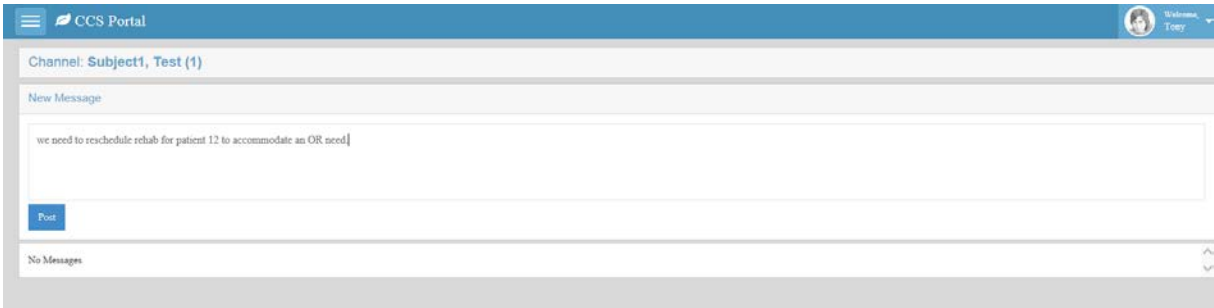 CCS Portal
Welcome,
Tony
Channel: Subject1, Test (1)
New Message
we need to reschedule rehab for patient 12 to accommodate an OR need.
Post
No Messages